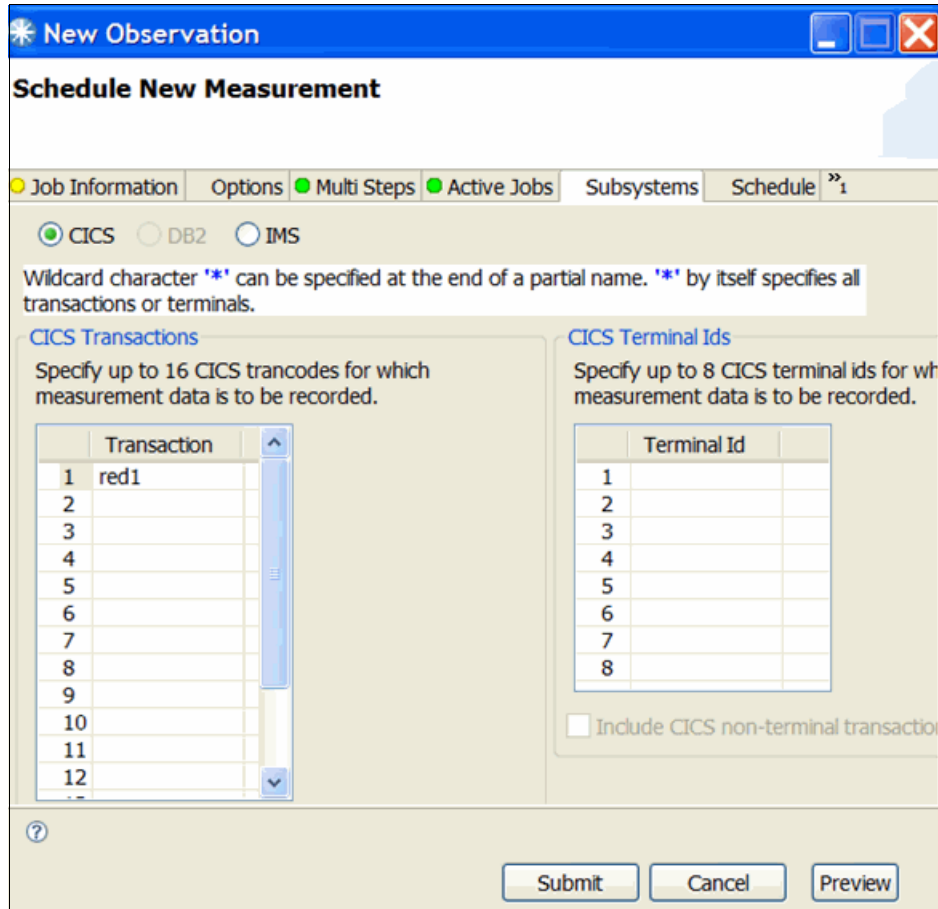 New Observation
Schedule New Measurement
Job Information Options Multi Steps Active Jobs Subsystems Schedule »1
CICS DB2 IMS
Wildcard character '*' can be specified at the end of a partial name. '*' by itself specifies all
transactions or terminals.
CICS Transactions
Specify up to 16 CICS trancodes for which
measurement data is to be recorded.
Transaction
1 red1
2
3
4
5
6
7
8
9
10
11
12
CICS Terminal Ids
Specify up to 8 CICS terminal ids for wh
measurement data is to be recorded.
Terminal Id
1
2
3
4
5
6
7
8
Include CICS non-terminal transaction
?
Submit Cancel Preview